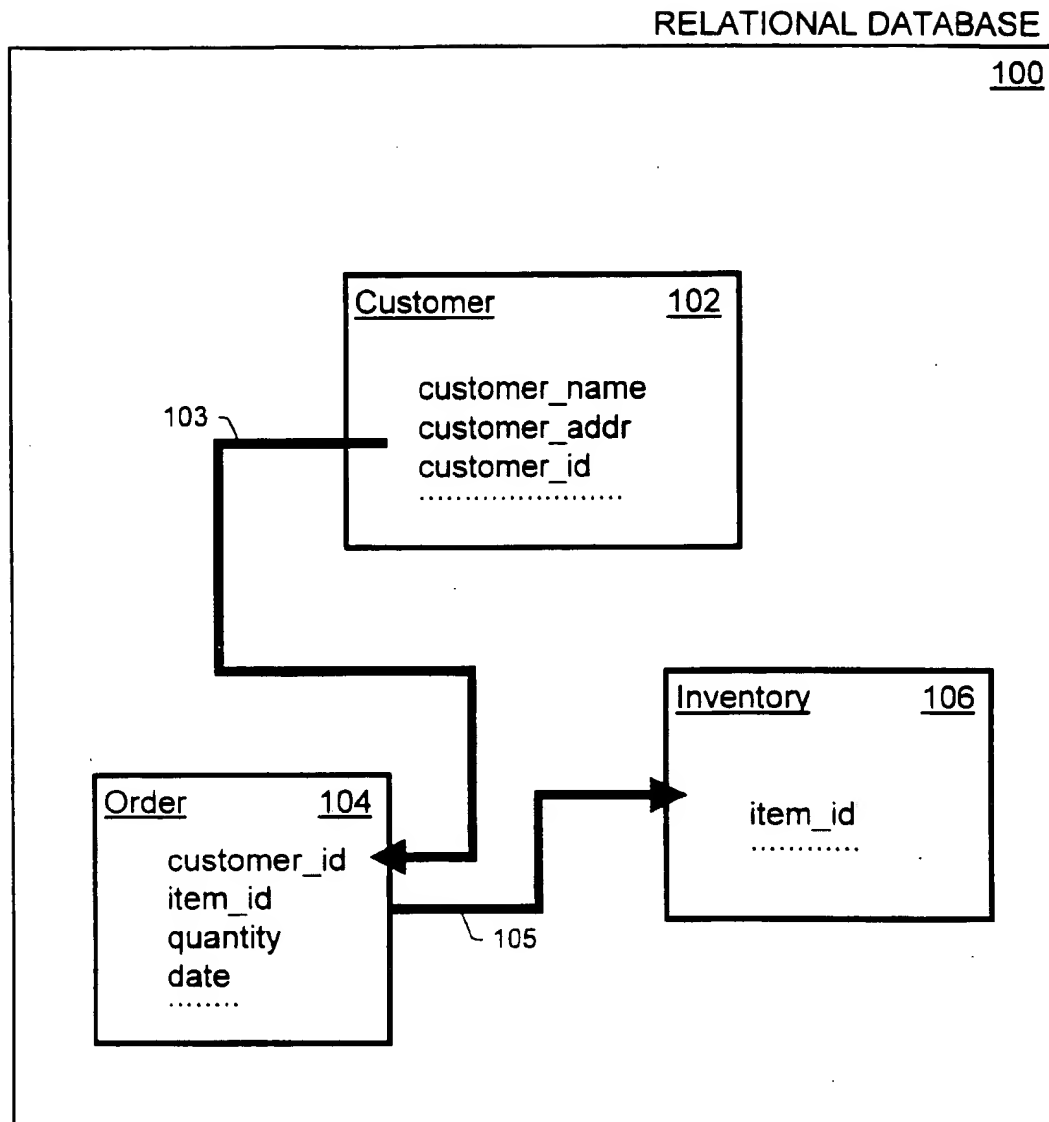 RELATIONAL DATABASE
100
Customer 102
customer_name
customer_addr
customer_id
......................
103
Inventory 106
item_id
............
Order 104
customer_id
item_id
quantity
date
........
105